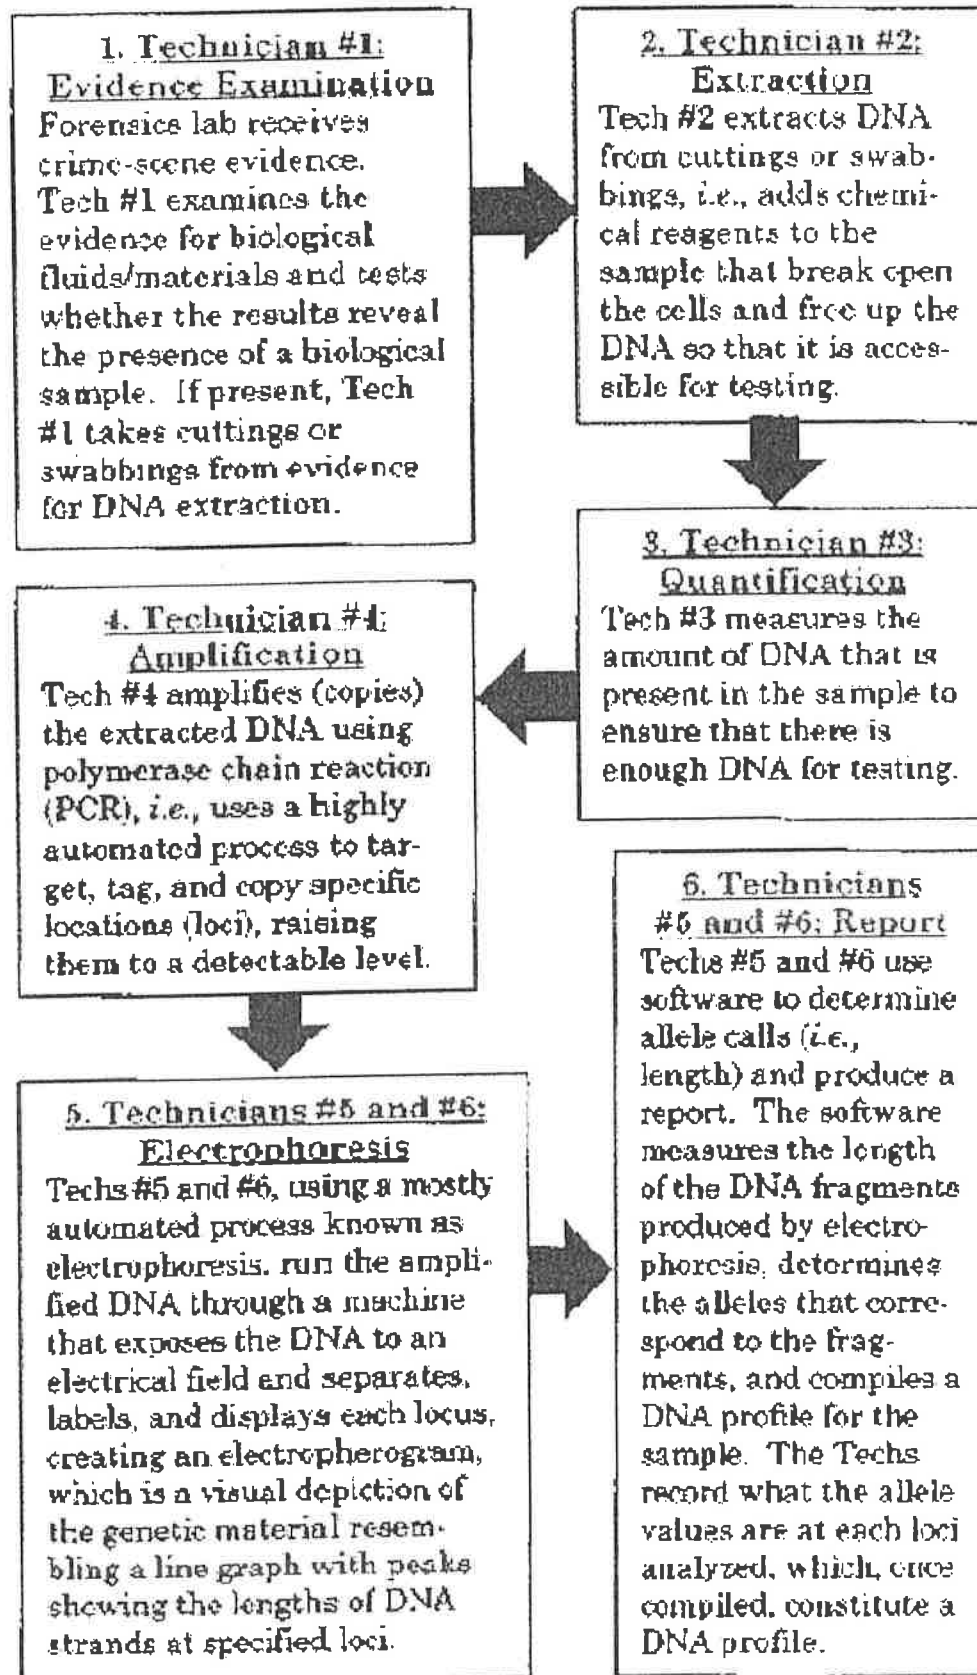 1. Technician #1:
Evidence Examination
Forensics lab receives
crime-scene evidence.
Tech #1 examines the
evidence for biological
fluids/materials and tests
whether the results reveal
the presence of a biological
sample. If present, Tech
#1 takes cuttings or
swabbings from evidence
for DNA extraction.
2. Technician #2:
Extraction
Tech #2 extracts DNA
from cuttings or swab-
bings, i.e., adds chemi-
cal reagents to the
sample that break open
the cells and free up the
DNA so that it is acces-
sible for testing.
3. Technician #3:
Quantification
Tech #3 measures the
amount of DNA that is
present in the sample to
ensure that there is
enough DNA for testing.
4. Technician #4:
Amplification
Tech #4 amplifies (copies)
the extracted DNA using
polymerase chain reaction
(PCR), i.e., uses a highly
automated process to tar-
get, tag, and copy specific
locations (loci), raising
them to a detectable level.
5. Technicians #5 and #6:
Electrophoresis
Techs #5 and #6, using a mostly
automated process known as
electrophoresis, run the ampli-
fied DNA through a machine
that exposes the DNA to an
electrical field and separates,
labels, and displays each locus,
creating an electropherogram,
which is a visual depiction of
the genetic material resem-
bling a line graph with peaks
showing the lengths of DNA
strands at specified loci.
6. Technicians
#5 and #6: Report
Techs #5 and #6 use
software to determine
allele calls (i.e.,
length) and produce a
report. The software
measures the length
of the DNA fragments
produced by electro-
phoresis, determines
the alleles that corre-
spond to the frag-
ments, and compiles a
DNA profile for the
sample. The Techs
record what the allele
values are at each loci
analyzed, which, once
compiled, constitute a
DNA profile.